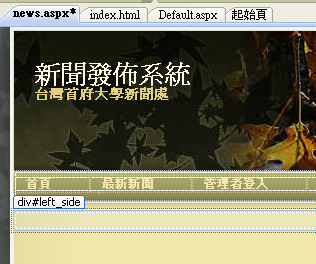 news.aspx* index.html Default.aspx 起始頁
新聞發佈系統
台灣首府大學新聞處
首頁 最新新聞 管理者登入
div#left_side